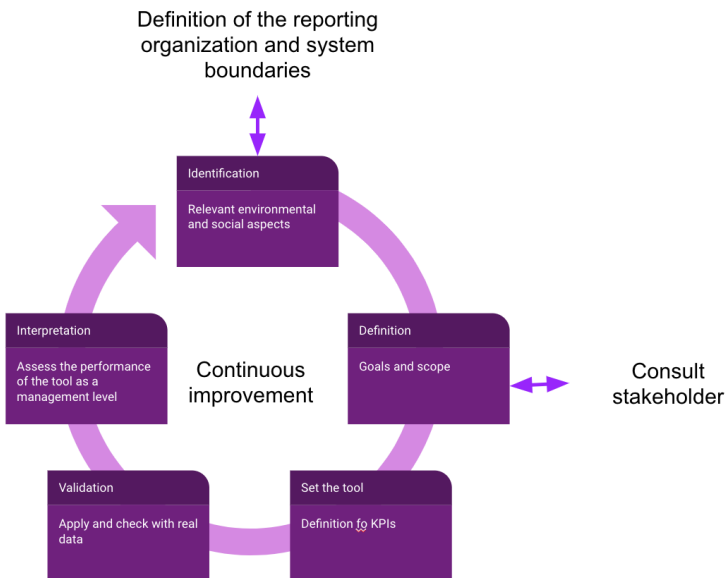 Definition of the reporting
organization and system
boundaries
Identification
Relevant environmental
and social aspects
Definition
Goals and scope
Consult
stakeholder
Set the tool
Definition fo KPIs
Validation
Apply and check with real
data
Interpretation
Assess the performance
of the tool as a
management level
Continuous
improvement